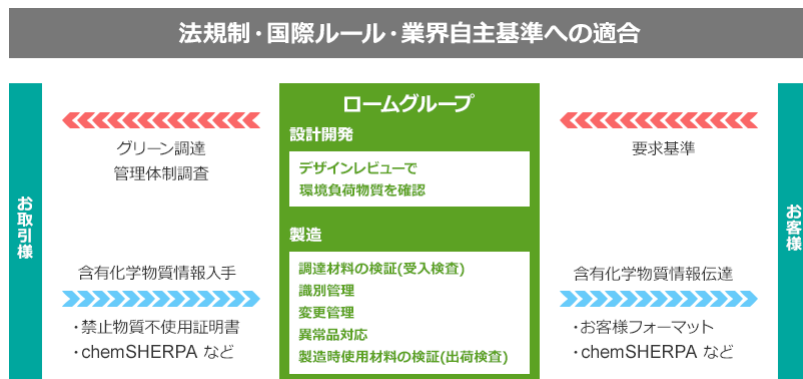 法規制・国際ルール・業界自主基準への適合
お取引様
グリーン調達
管理体制調査
含有化学物質情報入手
・禁止物質不使用証明書
・chemSHERPA など
ロームグループ
設計開発
デザインレビューで
環境負荷物質を確認
製造
調達材料の検証(受入検査)
識別管理
変更管理
異常品対応
製造時使用材料の検証(出荷検査)
要求基準
含有化学物質情報伝達
・お客様フォーマット
・chemSHERPA など
お客様